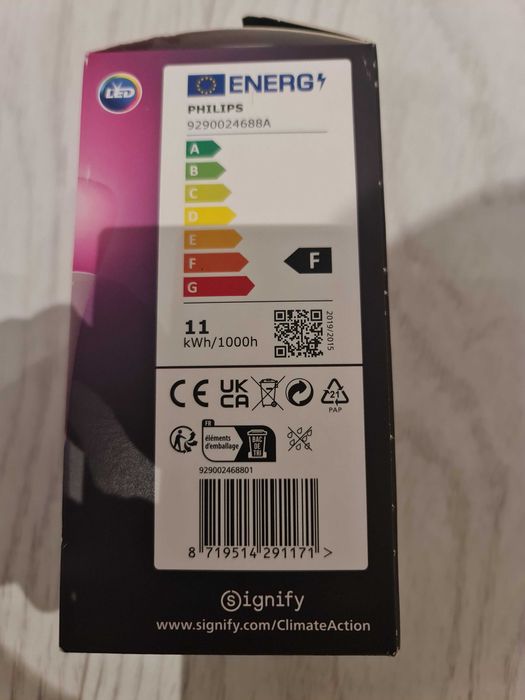 LED
ENERG
PHILIPS
9290024688A
A
B
C
D
E
F
F
G
11
kWh/1000h
2019/2015
CE
UK
CA
21
PAP
FR
éléments
d'emballage
BAC
DE
TRI
929002468801
8 719514 291171 >
Signify
www.signify.com/ClimateAction